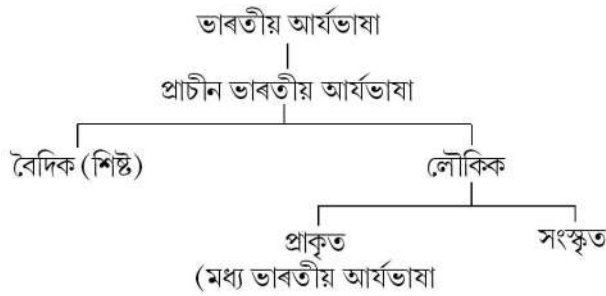 ভাৰতীয় আৰ্যভাষা
প্ৰাচীন ভাৰতীয় আৰ্যভাষা
বৈদিক (শিষ্ট) লৌকিক
প্ৰাকৃত সংস্কৃত
(মধ্য ভাৰতীয় আৰ্যভাষা